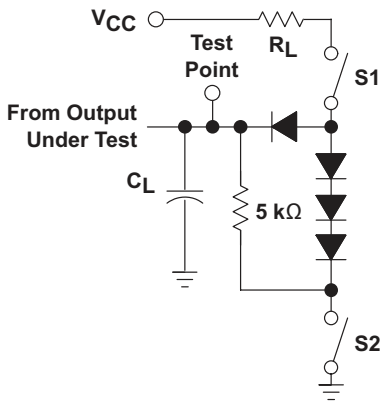 VCC
RL
Test
Point
S1
From Output
Under Test
CL
5 kΩ
S2